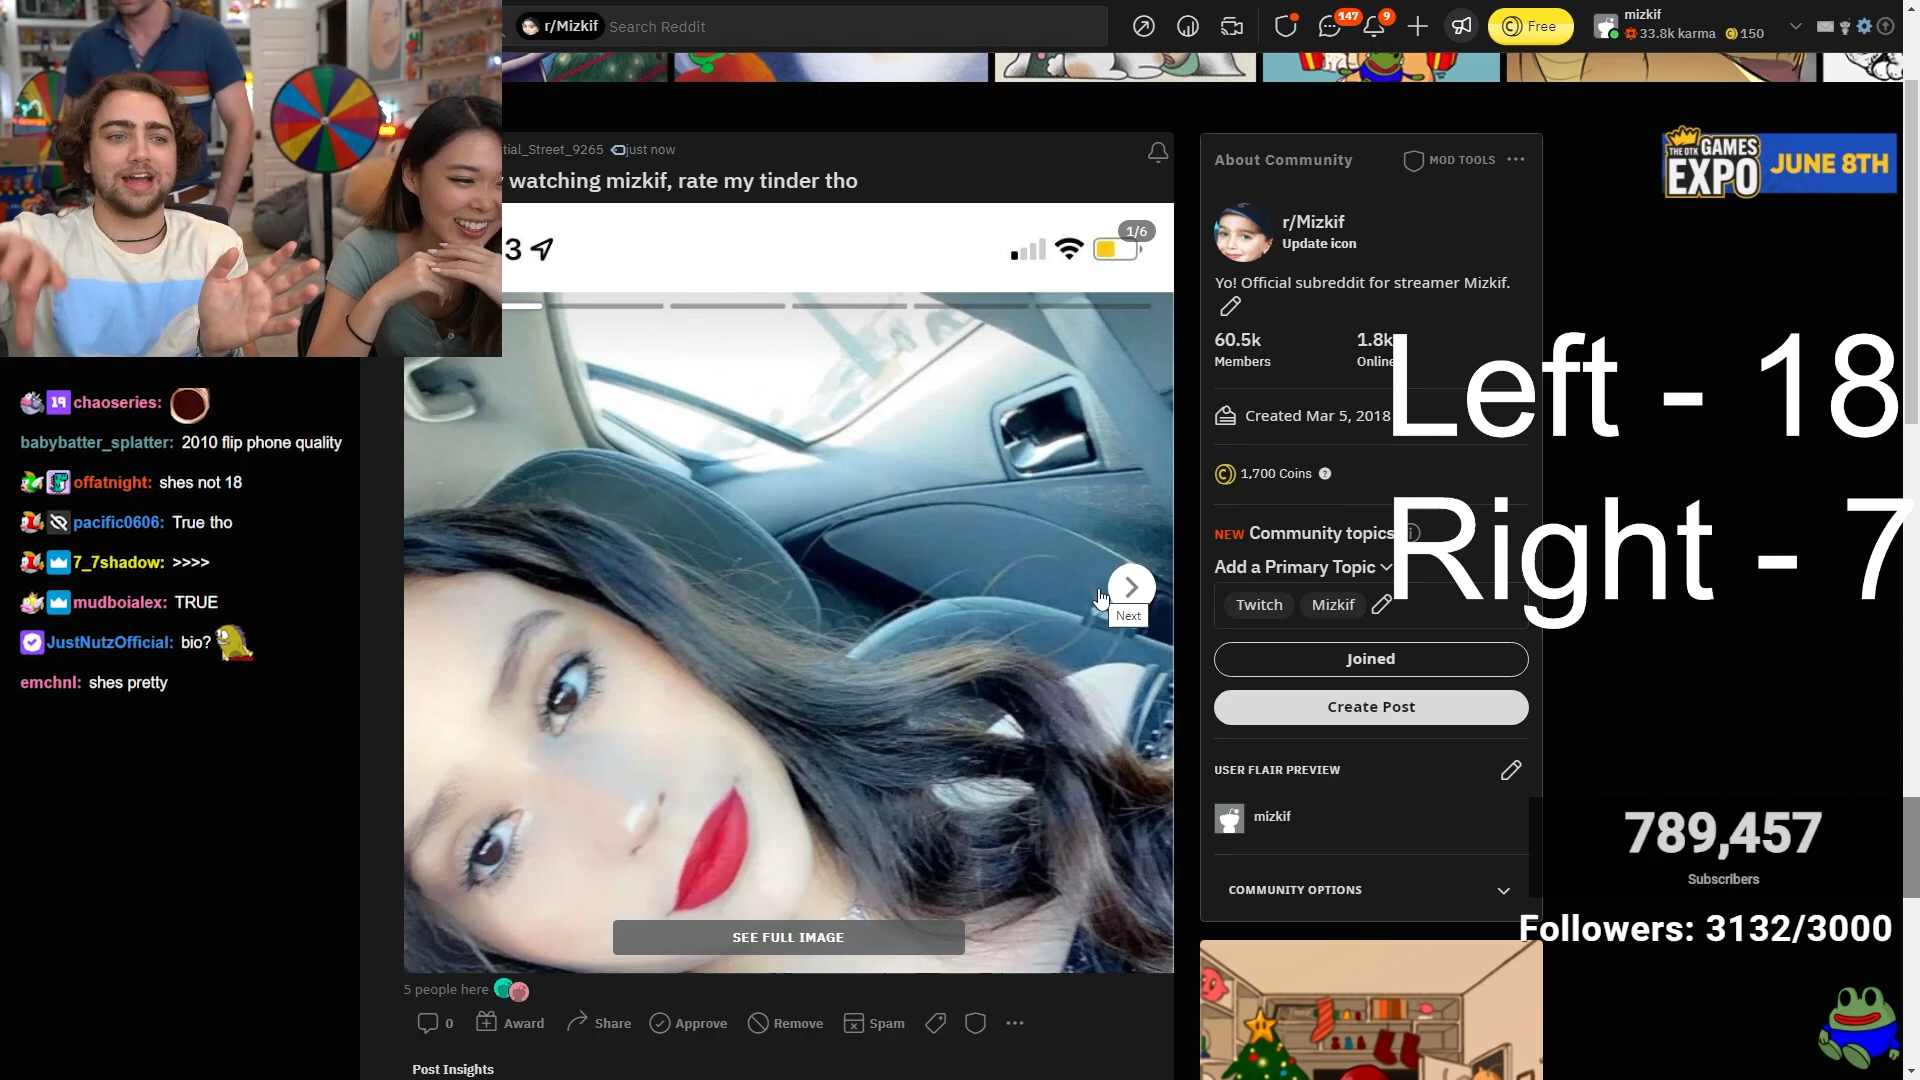 r/Mizkif Search Reddit
147
9
Free
mizkif
33.8k karma 150
tial_Street_9265 just now
watching mizkif, rate my tinder tho
3
1/6
About Community
MOD TOOLS
r/Mizkif
Update icon
Yo! Official subreddit for streamer Mizkif.
60.5k
Members
1.8k
Online
Created Mar 5, 2018
1,700 Coins
NEW Community topics
Add a Primary Topic
Twitch
Mizkif
Joined
Create Post
USER FLAIR PREVIEW
mizkif
COMMUNITY OPTIONS
THE OTK GAMES EXPO JUNE 8TH
Left - 18
Right - 7
789,457
Subscribers
Followers: 3132/3000
19 chaoseries:
babybatter_splatter: 2010 flip phone quality
offatnight: shes not 18
pacific0606: True tho
7_7shadow: >>>>
mudboialex: TRUE
JustNutzOfficial: bio?
emchnl: shes pretty
Next
SEE FULL IMAGE
5 people here
0
Award
Share
Approve
Remove
Spam
Post Insights